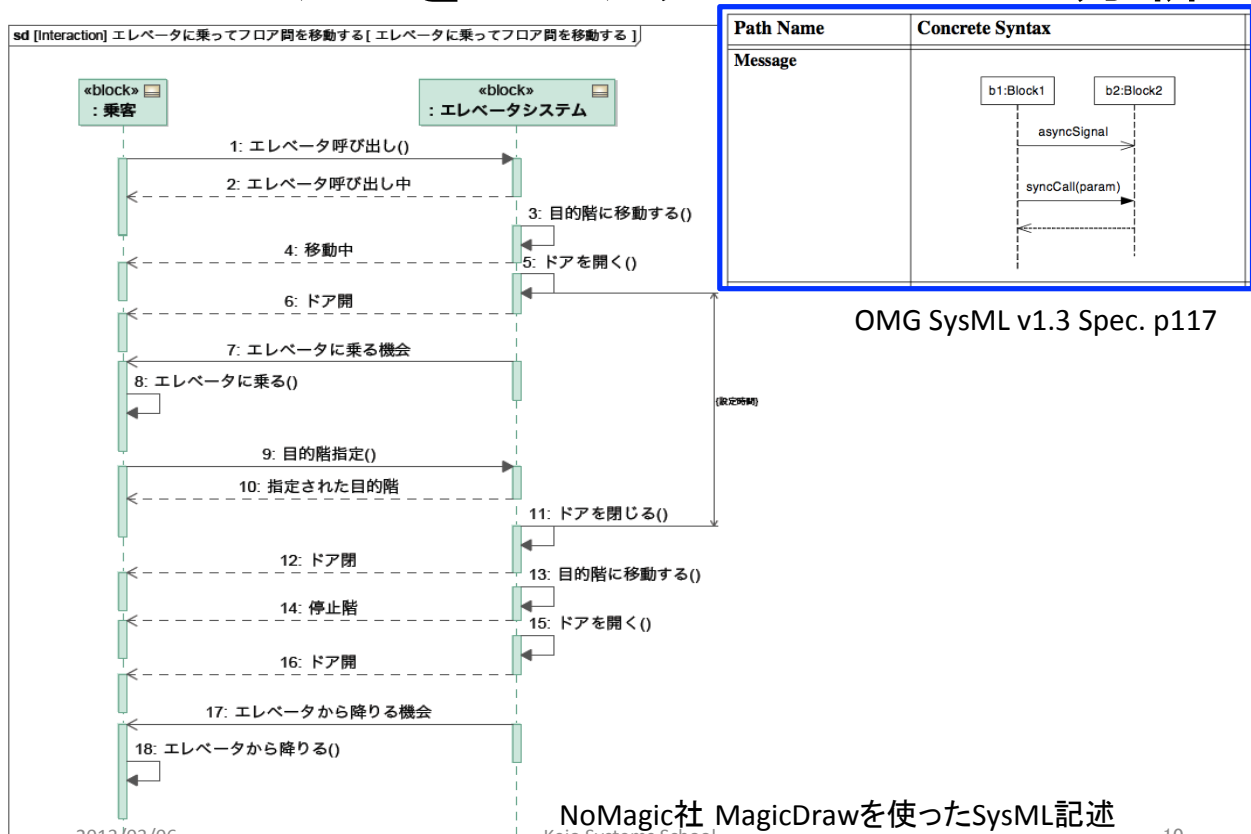 sd [Interaction] エレベータに乗ってフロア間を移動する[ エレベータに乗ってフロア間を移動する ]
«block»
: 乗客
«block»
: エレベータシステム
1: エレベータ呼び出し()
2: エレベータ呼び出し中
3: 目的階に移動する()
4: 移動中
5: ドアを開く()
6: ドア開
7: エレベータに乗る機会
8: エレベータに乗る()
{設定時間}
9: 目的階指定()
10: 指定された目的階
11: ドアを閉じる()
12: ドア閉
13: 目的階に移動する()
14: 停止階
15: ドアを開く()
16: ドア開
17: エレベータから降りる機会
18: エレベータから降りる()
Path Name
Concrete Syntax
Message
b1:Block1
b2:Block2
asyncSignal
syncCall(param)
OMG SysML v1.3 Spec. p117
NoMagic社 MagicDrawを使ったSysML記述